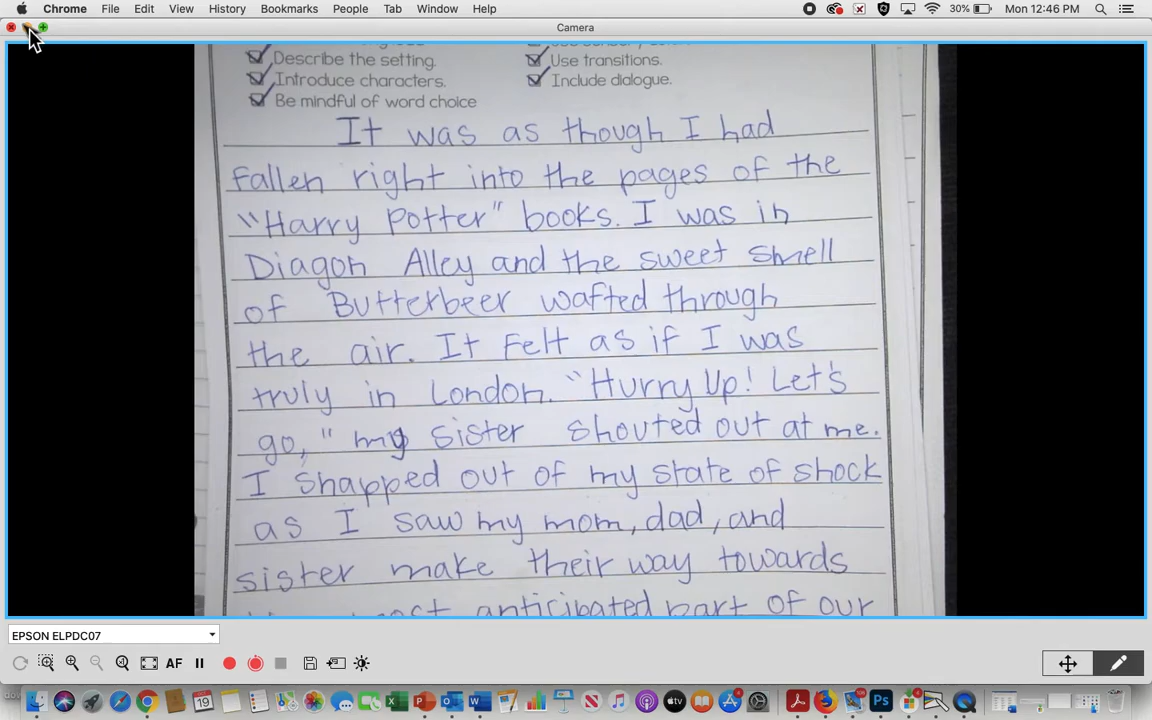 Chrome File Edit View History Bookmarks People Tab Window Help 30% Mon 12:46 PM
Camera
Describe the setting. Use transitions.
Introduce characters. Include dialogue.
Be mindful of word choice
It was as though I had
fallen right into the pages of the
"Harry Potter" books. I was in
Diagon Alley and the sweet smell
of Butterbeer wafted through
the air. It felt as if I was
truly in London. "Hurry Up! Let's
go," my sister shouted out at me.
I snapped out of my state of shock
as I saw my mom, dad, and
sister make their way towards
anticipated part of our
EPSON ELPDC07
AF